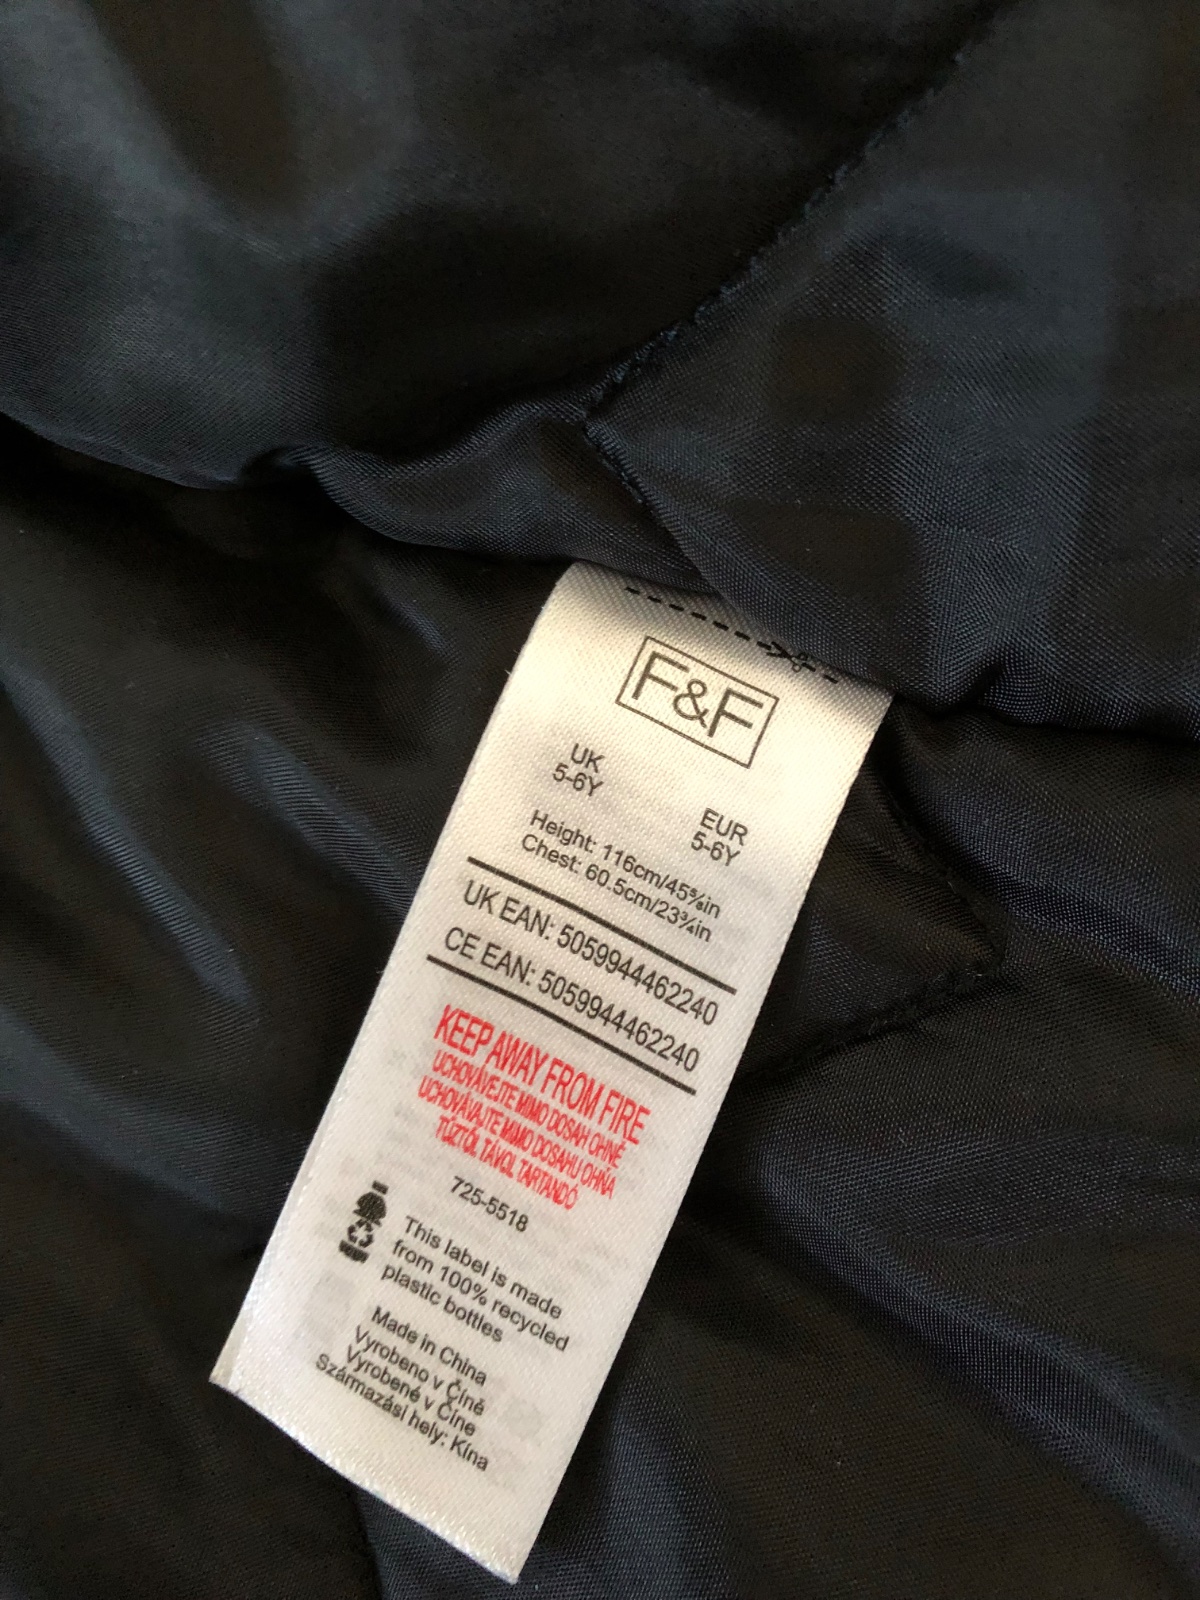 F&F
UK
5-6Y
EUR
5-6Y
Height: 116cm/45⅝in
Chest: 60.5cm/23¾in
UK EAN: 5059944462240
CE EAN: 5059944462240
KEEP AWAY FROM FIRE
UCHOVÁVEJTE MIMO DOSAH OHNĚ
UCHOVÁVAJTE MIMO DOSAHU OHŇA
TŰZTŐL TÁVOL TARTANDÓ
725-5518
This label is made
from 100% recycled
plastic bottles
Made in China
Vyrobeno v Číně
Vyrobené v Číne
Származási hely: Kína